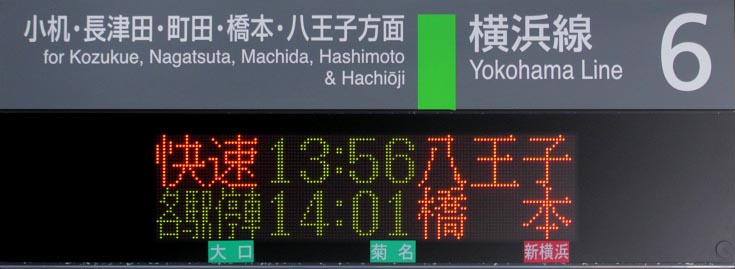 小机・長津田・町田・橋本・八王子方面
for Kozukue, Nagatsuta, Machida, Hashimoto
& Hachiōji
横浜線
Yokohama Line
6
快速 13:56 八王子
各駅停車 14:01 橋 本
大口 菊名 新横浜